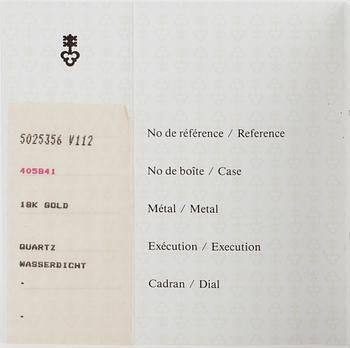 5025356 V112 No de référence / Reference
405841 No de boîte / Case
18K GOLD Métal / Metal
QUARTZ Exécution / Execution
WASSERDICHT
- Cadran / Dial
-